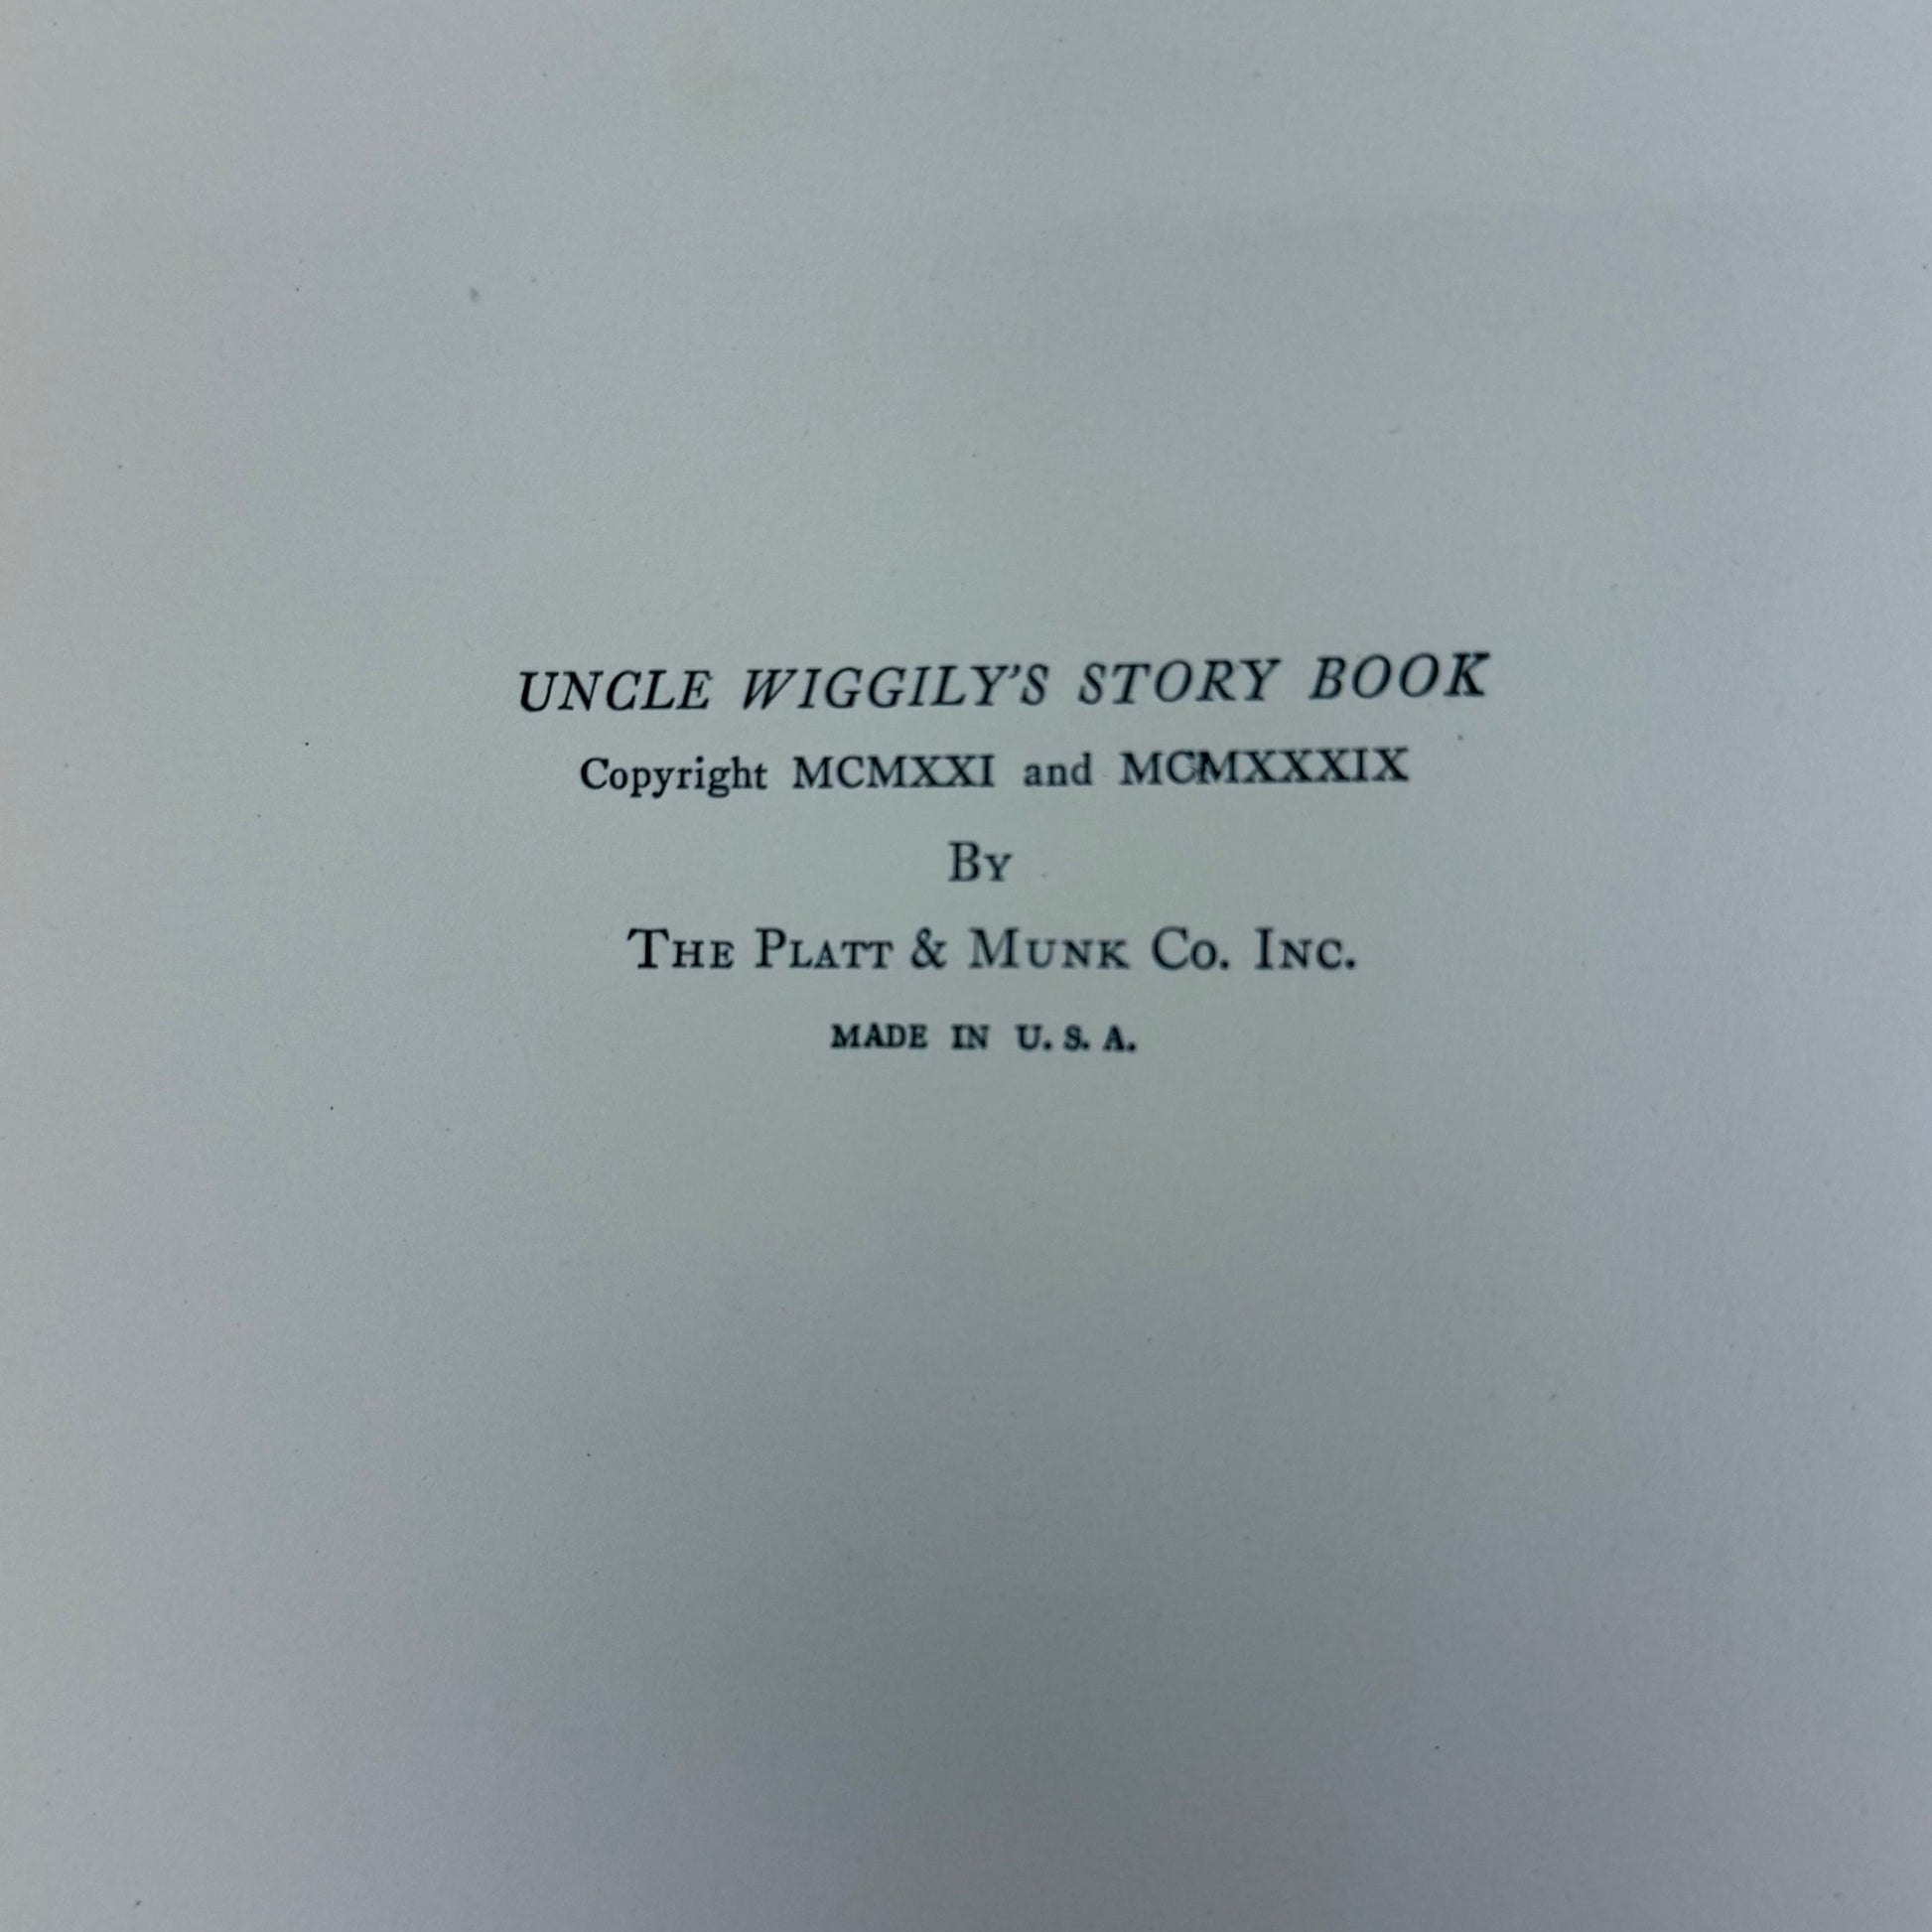 UNCLE WIGGILY'S STORY BOOK
Copyright MCMXXI and MCMXXXIX
By
The Platt & Munk Co. Inc.
MADE IN U. S. A.